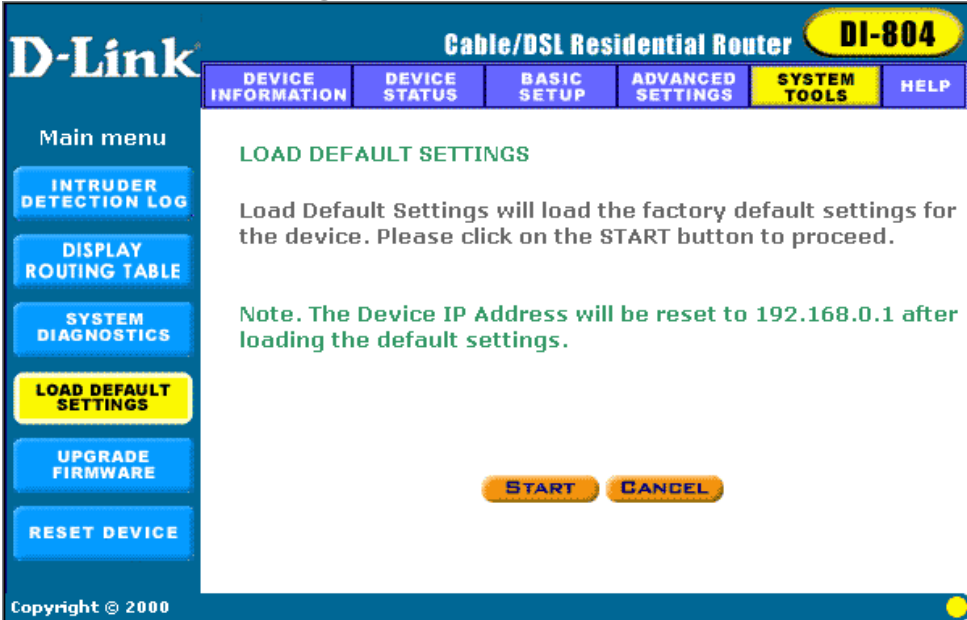 D-Link
Cable/DSL Residential Router
DI-804
DEVICE INFORMATION
DEVICE STATUS
BASIC SETUP
ADVANCED SETTINGS
SYSTEM TOOLS
HELP
Main menu
INTRUDER
DETECTION LOG
DISPLAY
ROUTING TABLE
SYSTEM
DIAGNOSTICS
LOAD DEFAULT
SETTINGS
UPGRADE
FIRMWARE
RESET DEVICE
LOAD DEFAULT SETTINGS
Load Default Settings will load the factory default settings for
the device. Please click on the START button to proceed.
Note. The Device IP Address will be reset to 192.168.0.1 after
loading the default settings.
START
CANCEL
Copyright © 2000